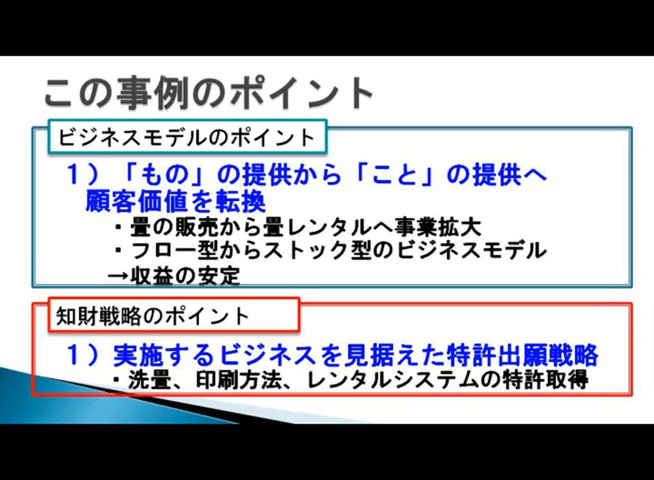 この事例のポイント
ビジネスモデルのポイント
１）「もの」の提供から「こと」の提供へ
顧客価値を転換
・畳の販売から畳レンタルへ事業拡大
・フロー型からストック型のビジネスモデル
→収益の安定
知財戦略のポイント
１）実施するビジネスを見据えた特許出願戦略
・洗畳、印刷方法、レンタルシステムの特許取得